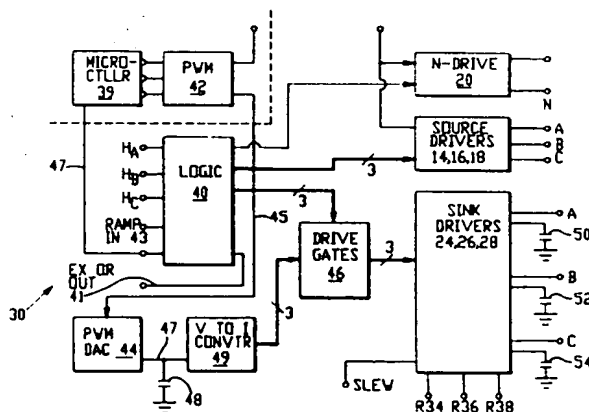 MICRO-
CTLLR
39
PWM
42
N-DRIVE
20
N
SOURCE
DRIVERS
14,16,18
A
B
C
47
HA
HB
HC
RAMP
IN 43
LOGIC
40
3
3
45
EX OR
OUT
41
30
DRIVE
GATES
46
3
SINK
DRIVERS
24,26,28
A
50
B
52
C
54
PWM
DAC
44
47
V TO I
CONVTR
49
3
48
SLEW
R34 R36 R38